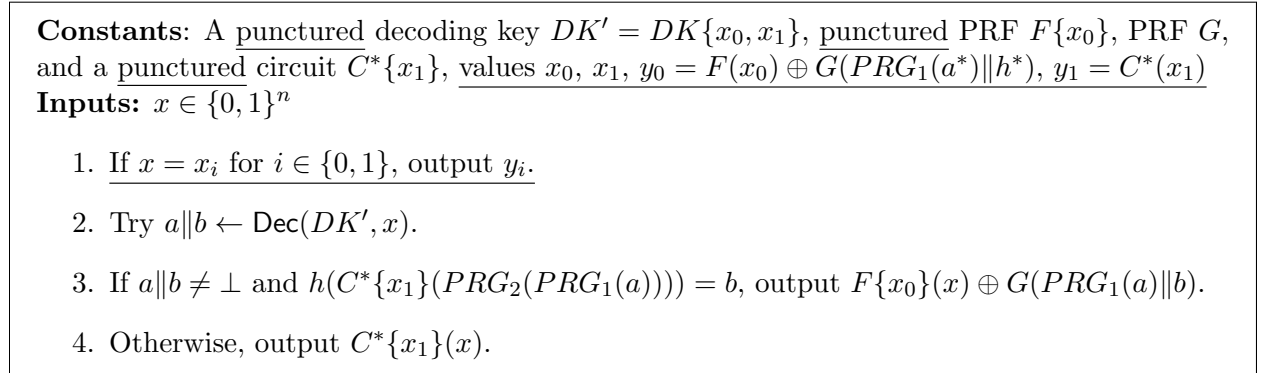 Constants: A punctured decoding key DK′ = DK{x₀, x₁}, punctured PRF F{x₀}, PRF G,
and a punctured circuit C*{x₁}, values x₀, x₁, y₀ = F(x₀) ⊕ G(PRG₁(a*)‖h*), y₁ = C*(x₁)
Inputs: x ∈ {0, 1}ⁿ
1. If x = xᵢ for i ∈ {0, 1}, output yᵢ.
2. Try a‖b ← Dec(DK′, x).
3. If a‖b ≠ ⊥ and h(C*{x₁}(PRG₂(PRG₁(a)))) = b, output F{x₀}(x) ⊕ G(PRG₁(a)‖b).
4. Otherwise, output C*{x₁}(x).